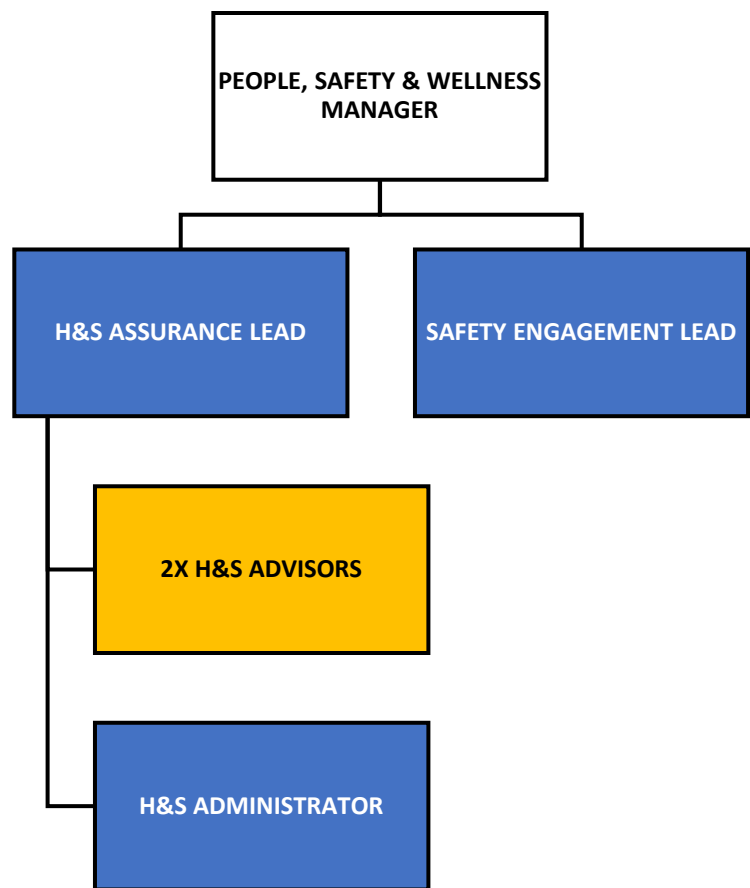 PEOPLE, SAFETY & WELLNESS
MANAGER
H&S ASSURANCE LEAD
SAFETY ENGAGEMENT LEAD
2X H&S ADVISORS
H&S ADMINISTRATOR